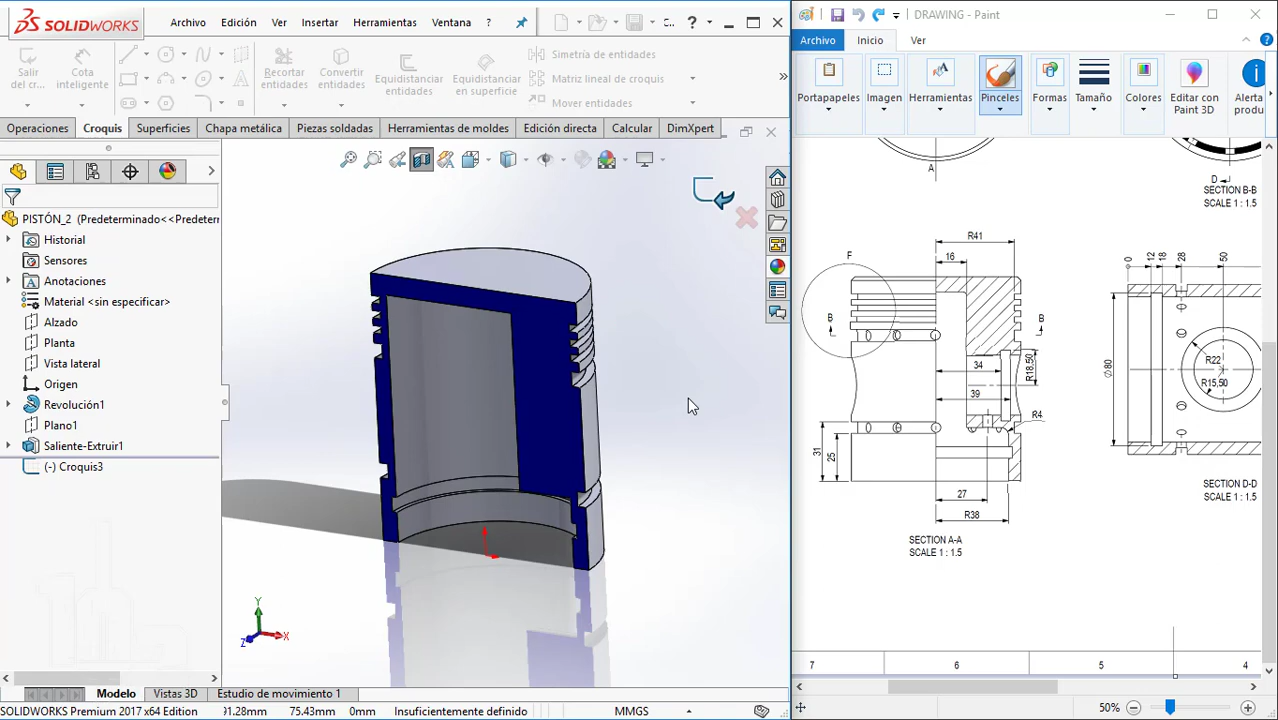 SOLIDWORKS
Archivo
Edición
Ver
Insertar
Herramientas
Ventana
?
c..
?
Salir
del cr...
Cota
inteligente
Recortar
entidades
Convertir
entidades
Equidistanciar
entidades
Equidistanciar
en superficie
Simetría de entidades
Matriz lineal de croquis
Mover entidades
Operaciones
Croquis
Superficies
Chapa metálica
Piezas soldadas
Herramientas de moldes
Edición directa
Calcular
DimXpert
PISTÓN_2 (Predeterminado<<Predeter
Historial
Sensores
Anotaciones
Material <sin especificar>
Alzado
Planta
Vista lateral
Origen
Revolución1
Plano1
Saliente-Extruir1
(-) Croquis3
Y
X
Z
Modelo
Vistas 3D
Estudio de movimiento 1
SOLIDWORKS Premium 2017 x64 Edition
91.28mm
75.43mm
0mm
Insuficientemente definido
MMGS
DRAWING - Paint
Archivo
Inicio
Ver
Portapapeles
Imagen
Herramientas
Pinceles
Formas
Tamaño
Colores
Editar con
Paint 3D
Alerta
produ
A
D
SECTION B-B
SCALE 1 : 1.5
R41
16
F
B
B
34
39
R18,50
R4
31
25
27
R38
SECTION A-A
SCALE 1 : 1.5
0
12
18
28
50
∅80
R22
R15,50
SECTION D-D
SCALE 1 : 1.5
7
6
5
4
50%